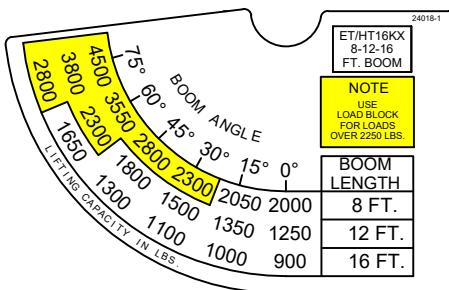 24018-1
ET/HT16KX
8-12-16
FT. BOOM
NOTE
USE
LOAD BLOCK
FOR LOADS
OVER 2250 LBS.
BOOM ANGLE
75° 60° 45° 30° 15° 0°
BOOM
LENGTH
4500 3550 2800 2300 2050 2000 8 FT.
3800 2300 1800 1500 1350 1250 12 FT.
2800 1650 1300 1100 1000 900 16 FT.
LIFTING CAPACITY IN LBS.